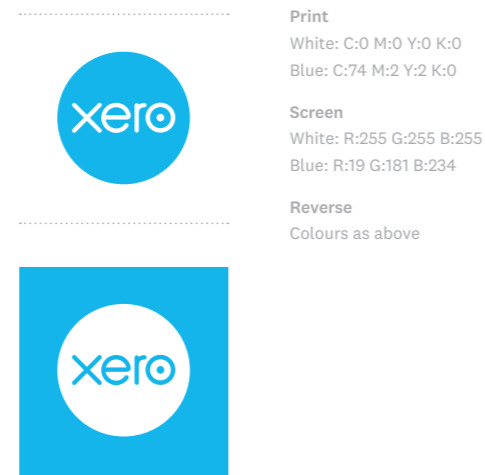 xero
Print
White: C:0 M:0 Y:0 K:0
Blue: C:74 M:2 Y:2 K:0
Screen
White: R:255 G:255 B:255
Blue: R:19 G:181 B:234
Reverse
Colours as above
xero